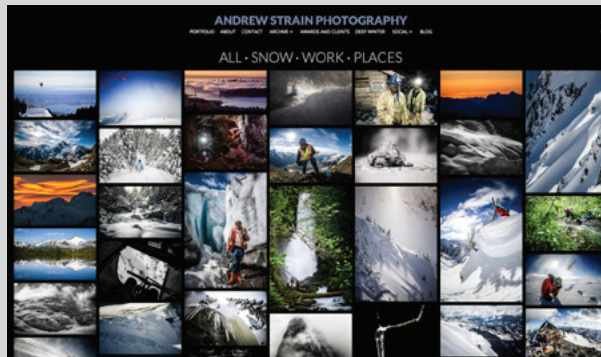 ANDREW STRAIN PHOTOGRAPHY
PORTFOLIO ABOUT CONTACT ARCHIVE + AWARDS AND CLIENTS DEEP WINTER SOCIAL + BLOG
ALL • SNOW • WORK • PLACES